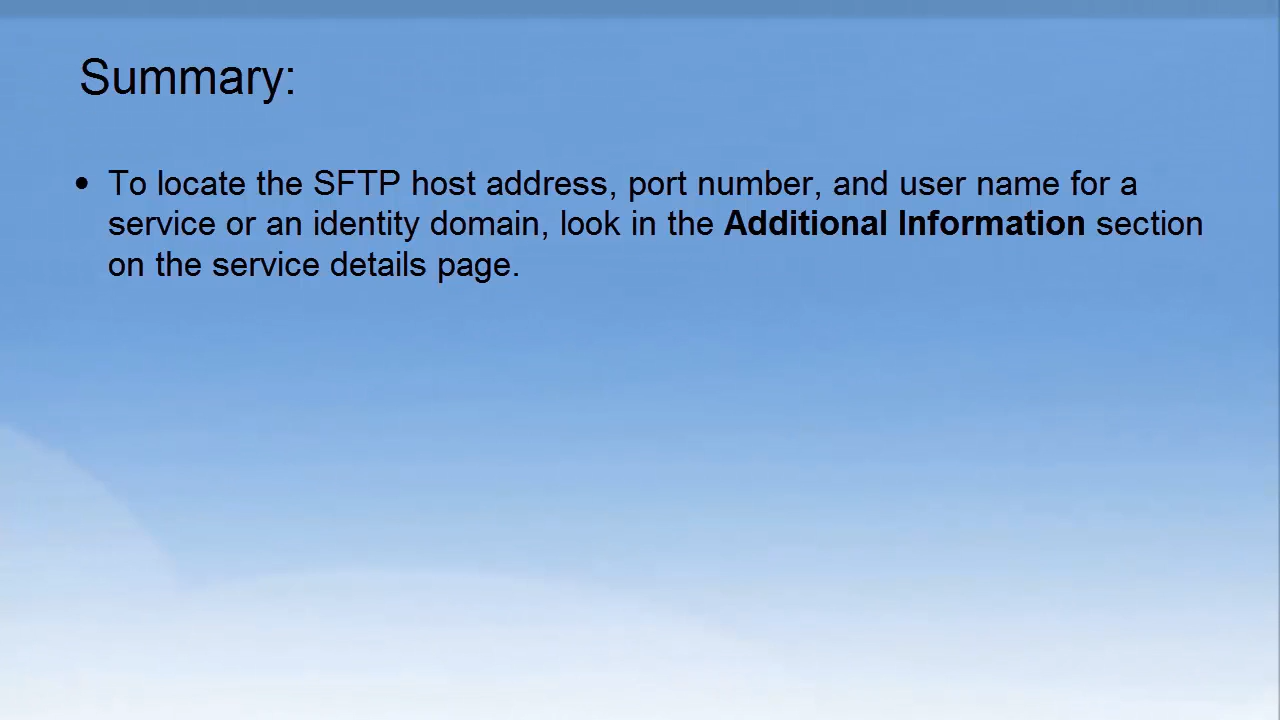 Summary:
• To locate the SFTP host address, port number, and user name for a
service or an identity domain, look in the Additional Information section
on the service details page.